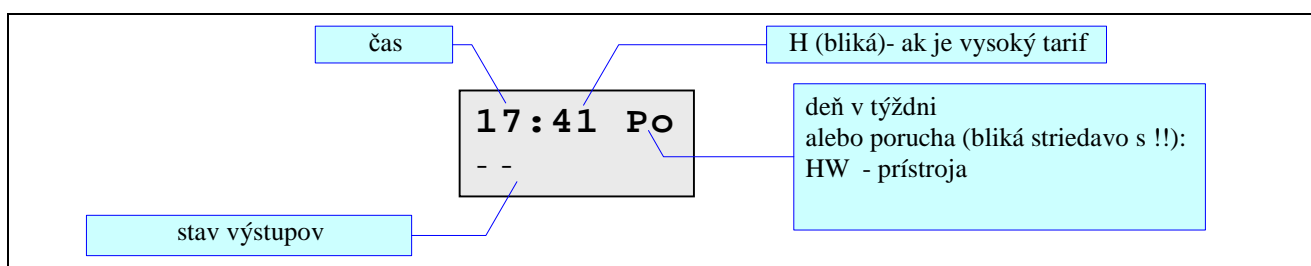 čas
H (bliká)- ak je vysoký tarif
17:41 Po
--
deň v týždni
alebo porucha (bliká striedavo s !!):
HW - prístroja
stav výstupov